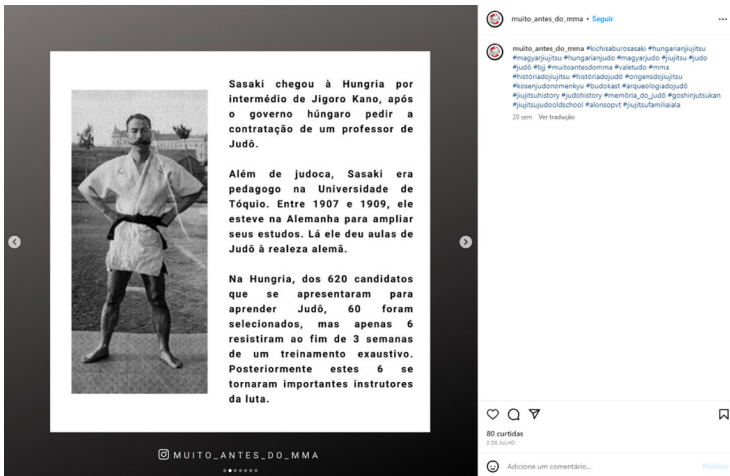 Sasaki chegou à Hungria por
intermédio de Jigoro Kano, após
o governo húngaro pedir a
contratação de um professor de
Judô.
Além de judoca, Sasaki era
pedagogo na Universidade de
Tóquio. Entre 1907 e 1909, ele
esteve na Alemanha para ampliar
seus estudos. Lá ele deu aulas de
Judô à realeza alemã.
Na Hungria, dos 620 candidatos
que se apresentaram para
aprender Judô, 60 foram
selecionados, mas apenas 6
resistiram ao fim de 3 semanas
de um treinamento exaustivo.
Posteriormente estes 6 se
tornaram importantes instrutores
da luta.
MUITO_ANTES_DO_MMA
muito_antes_do_mma • Seguir
muito_antes_do_mma #kichisaburosasaki #hungarianjiujitsu
#magyarjiujitsu #hungarianjudo #magyarjudo #jiujitsu #judo
#judô #bjj #muitoantesdomma #valetudo #mma
#históriadojiujitsu #históriadojudô #origensdojiujitsu
#kosenjudonomenkyu #budokast #arqueologiadojudô
#jiujitsuhistory #judohistory #memória_do_judô #goshinjutsukan
#jiujitsujudooldschool #alonsopvt #jiujitsufamiliaiala
20 sem Ver tradução
80 curtidas
2 DE JULHO
Adicione um comentário...
Publicar